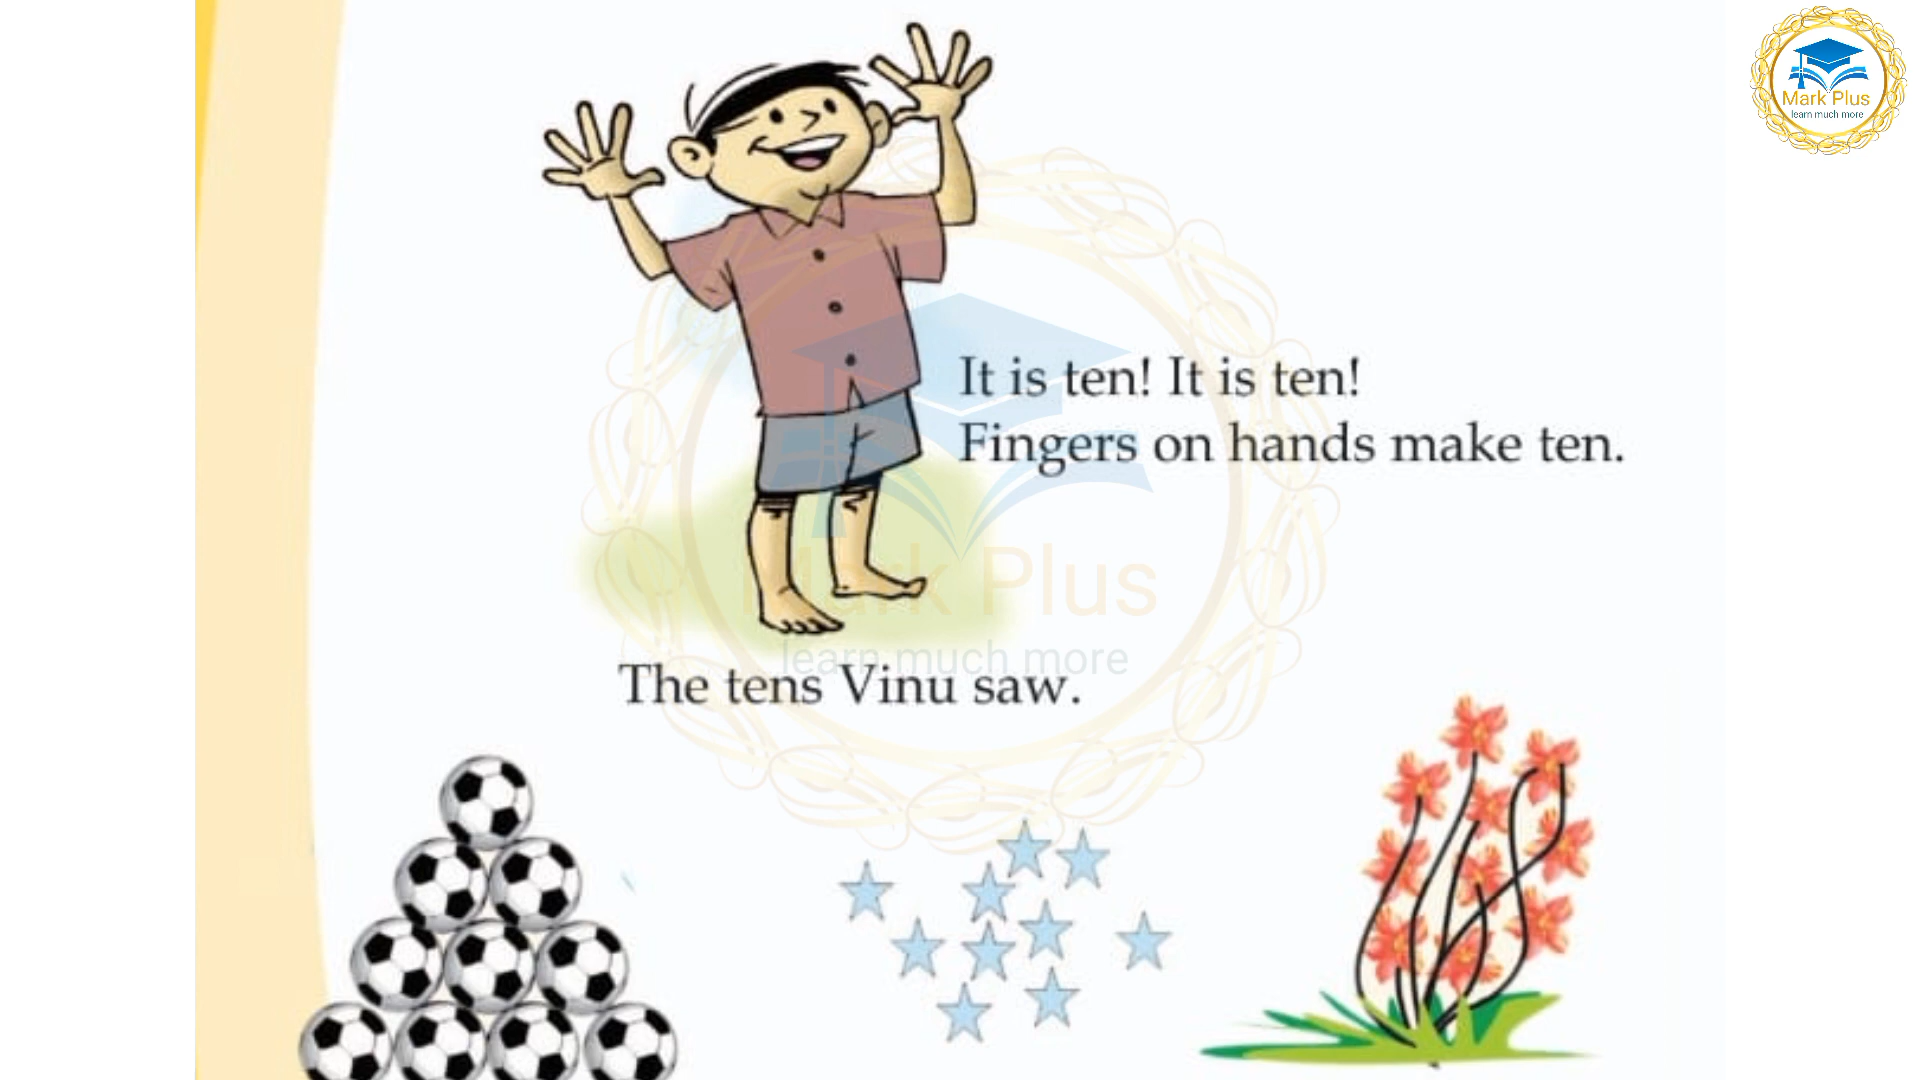 Mark Plus
learn much more
It is ten! It is ten!
Fingers on hands make ten.
Mark Plus
learn much more
The tens Vinu saw.